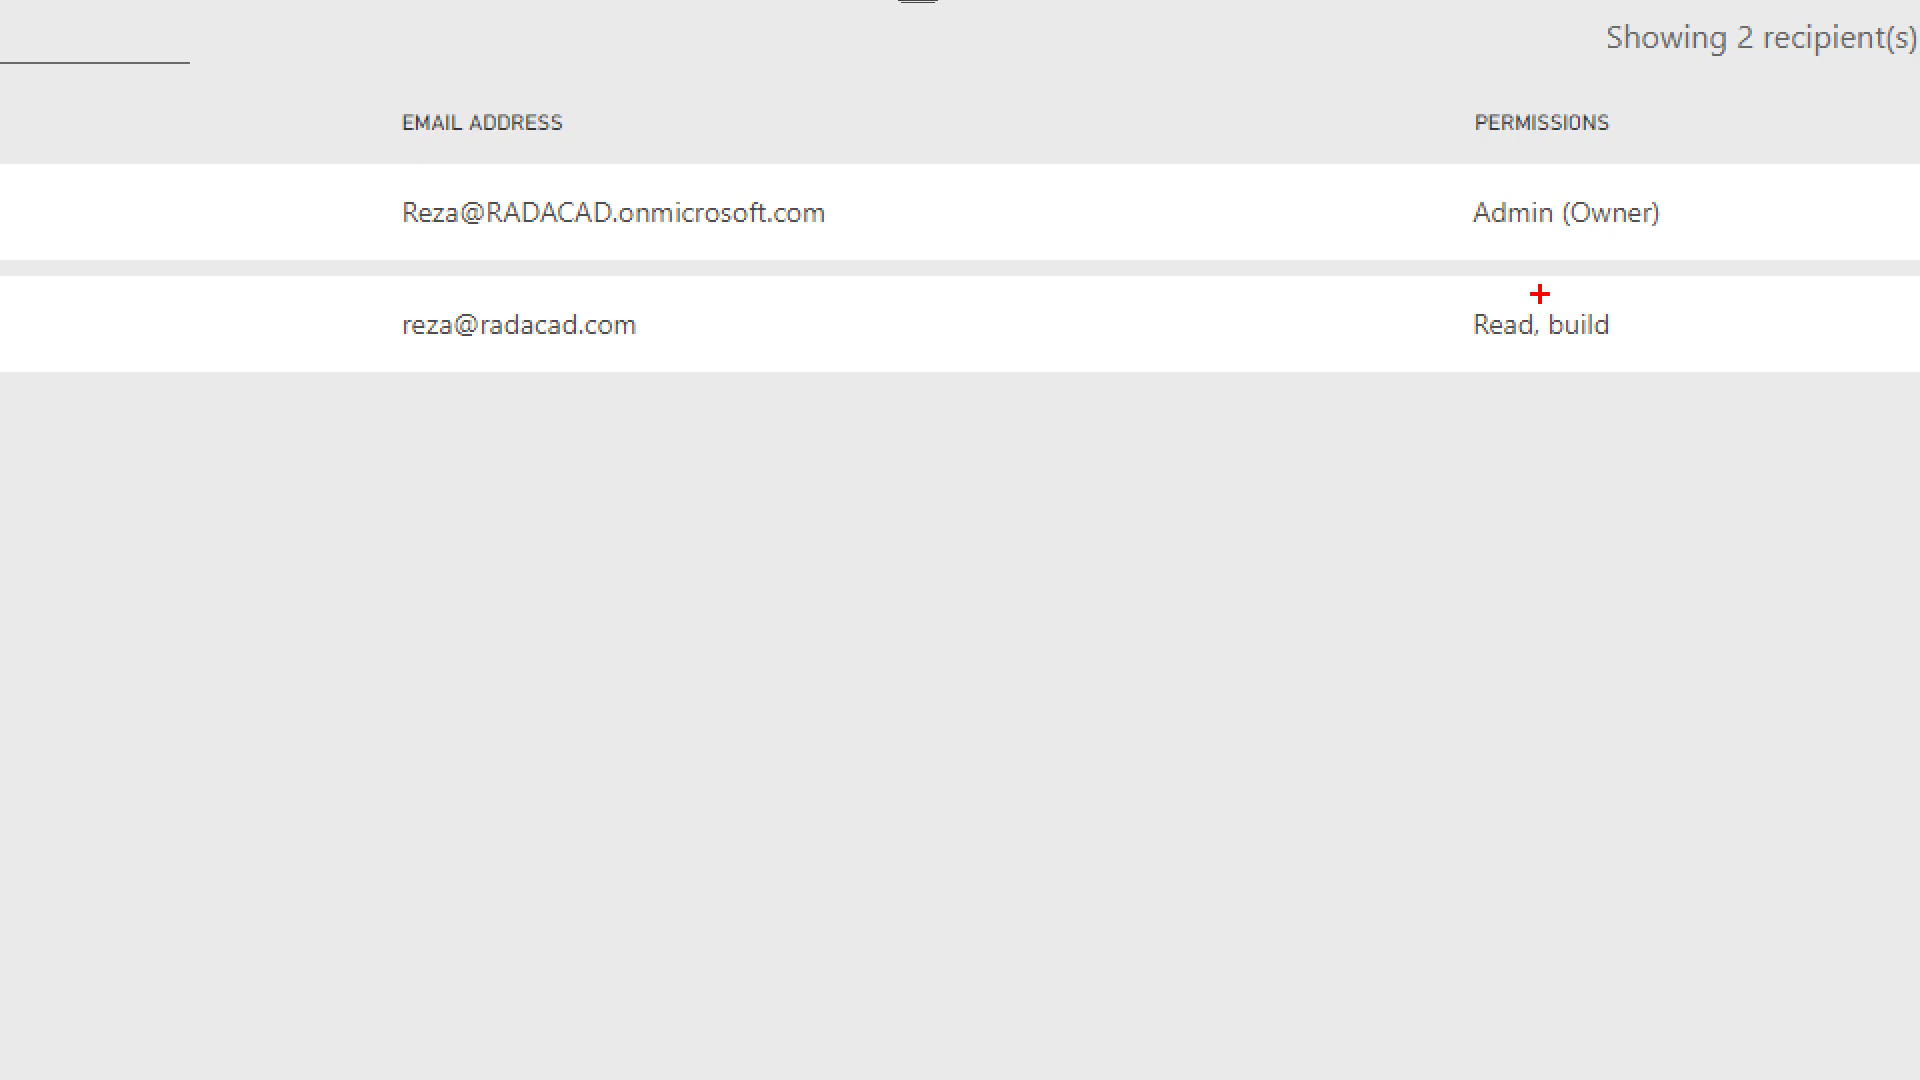 Showing 2 recipient(s)
EMAIL ADDRESS PERMISSIONS
Reza@RADACAD.onmicrosoft.com Admin (Owner)
reza@radacad.com Read, build